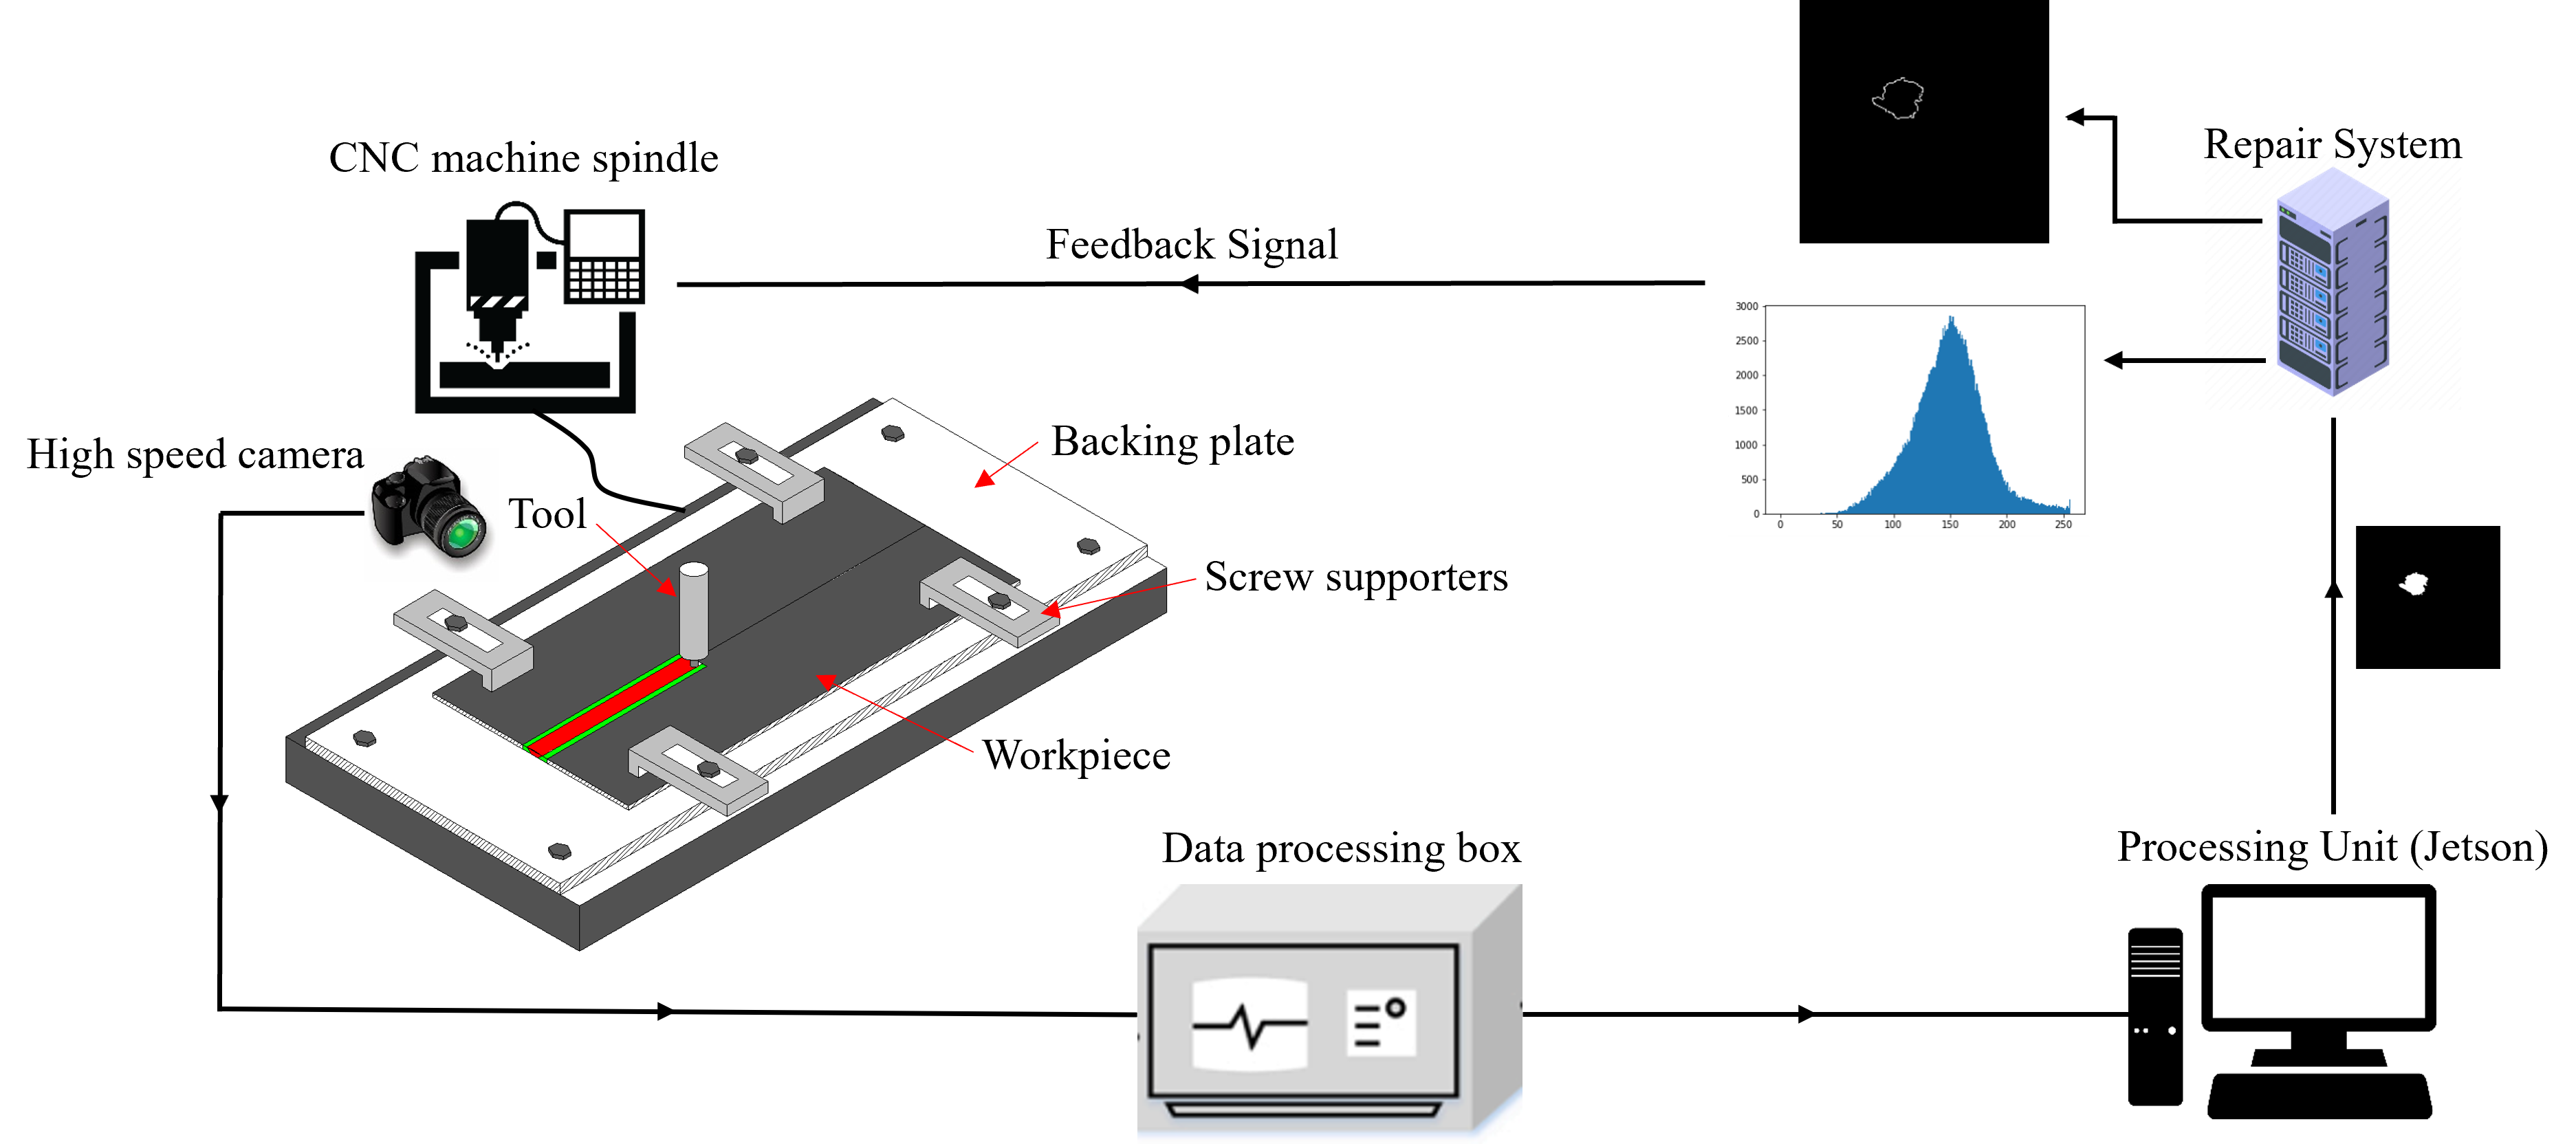 Repair System
CNC machine spindle
Feedback Signal
3000
2500
2000
1500
1000
500
0
0 50 100 150 200 250
Backing plate
High speed camera
Tool
Screw supporters
Workpiece
Data processing box
Processing Unit (Jetson)